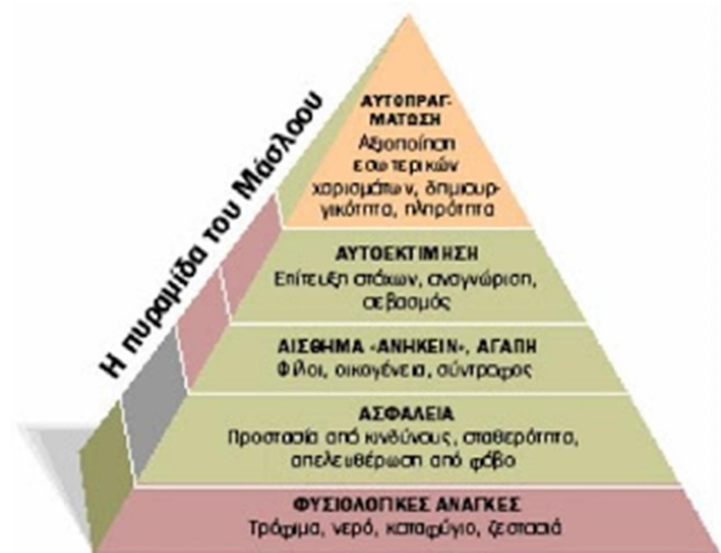 Η πυραμίδα του Μάσλοου
ΑΥΤΟΠΡΑΓ-
ΜΑΤΩΣΗ
Αξιοποίηση
εσωτερικών
χαρισμάτων, δημιουρ-
γικότητα, πληρότητα
ΑΥΤΟΕΚΤΙΜΗΣΗ
Επίτευξη στόχων, αναγνώριση,
σεβασμός
ΑΙΣΘΗΜΑ «ΑΝΗΚΕΙΝ», ΑΓΑΠΗ
Φίλοι, οικογένεια, σύντροφος
ΑΣΦΑΛΕΙΑ
Προστασία από κινδύνους, σταθερότητα,
απελευθέρωση από φόβο
ΦΥΣΙΟΛΟΓΙΚΕΣ ΑΝΑΓΚΕΣ
Τρόφιμα, νερό, καταφύγιο, ζεστασιά